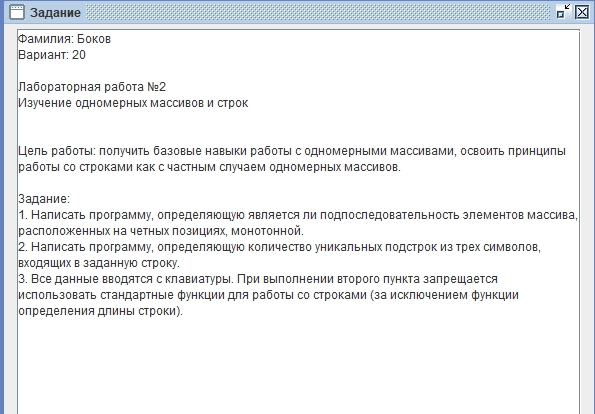 Задание
Фамилия: Боков
Вариант: 20
Лабораторная работа №2
Изучение одномерных массивов и строк
Цель работы: получить базовые навыки работы с одномерными массивами, освоить принципы
работы со строками как с частным случаем одномерных массивов.
Задание:
1. Написать программу, определяющую является ли подпоследовательность элементов массива,
расположенных на четных позициях, монотонной.
2. Написать программу, определяющую количество уникальных подстрок из трех символов,
входящих в заданную строку.
3. Все данные вводятся с клавиатуры. При выполнении второго пункта запрещается
использовать стандартные функции для работы со строками (за исключением функции
определения длины строки).